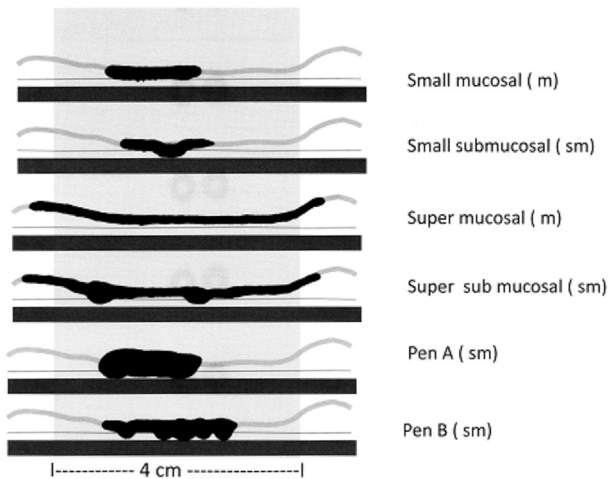 Small mucosal ( m)
Small submucosal ( sm)
Super mucosal ( m)
Super sub mucosal ( sm)
Pen A ( sm)
Pen B ( sm)
4 cm